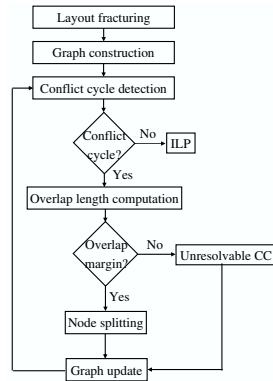 Layout fracturing
Graph construction
Conflict cycle detection
Conflict
cycle?
No
ILP
Yes
Overlap length computation
Overlap
margin?
No
Unresolvable CC
Yes
Node splitting
Graph update